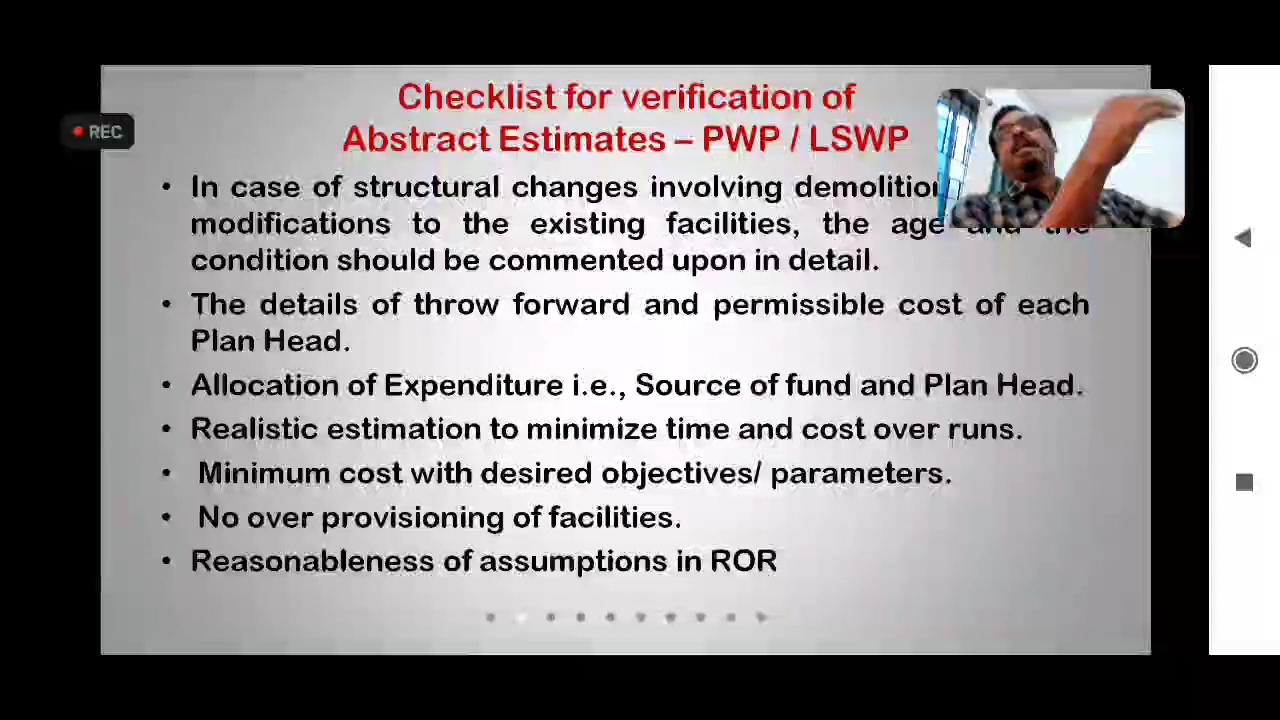 Checklist for verification of
REC
Abstract Estimates – PWP / LSWP
• In case of structural changes involving
modifications to the existing facilities, the age and the
condition should be commented upon in detail.
• The details of throw forward and permissible cost of each
Plan Head.
• Allocation of Expenditure i.e., Source of fund and Plan Head.
• Realistic estimation to minimize time and cost over runs.
• Minimum cost with desired objectives/ parameters.
• No over provisioning of facilities.
• Reasonableness of assumptions in ROR